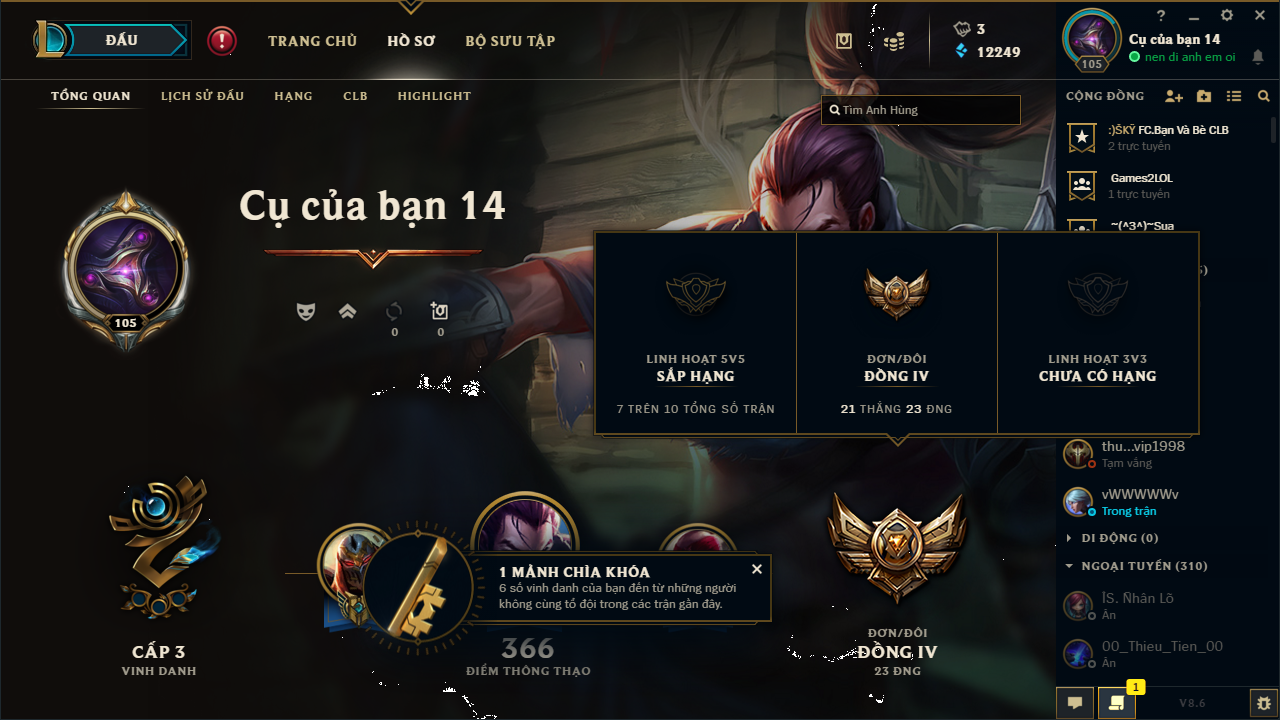 ĐẤU
TRANG CHỦ
HỒ SƠ
BỘ SƯU TẬP
3
12249
?
Cụ của bạn 14
nen di anh em oi
105
TỔNG QUAN
LỊCH SỬ ĐẤU
HẠNG
CLB
HIGHLIGHT
Tìm Anh Hùng
CỘNG ĐỒNG
:)ŠKŸ FC.Bạn Và Bè CLB
2 trực tuyến
Games2LOL
1 trực tuyến
~(^3^)~Sua
Cụ của bạn 14
105
0
0
LINH HOẠT 5V5
SẮP HẠNG
7 TRÊN 10 TỔNG SỐ TRẬN
ĐƠN/ĐÔI
ĐỒNG IV
21 THẮNG 23 ĐNG
LINH HOẠT 3V3
CHƯA CÓ HẠNG
thu...vip1998
Tạm vắng
vWWWWWv
Trong trận
DI ĐỘNG (0)
NGOẠI TUYẾN (310)
ĬS. Ñhân Lõ
Ẩn
00_Thieu_Tien_00
Ẩn
1 MẢNH CHÌA KHÓA
6 số vinh danh của bạn đến từ những người
không cùng tổ đội trong các trận gần đây.
CẤP 3
VINH DANH
366
ĐIỂM THÔNG THẠO
ĐƠN/ĐÔI
ĐỒNG IV
23 ĐNG
1
V8.6